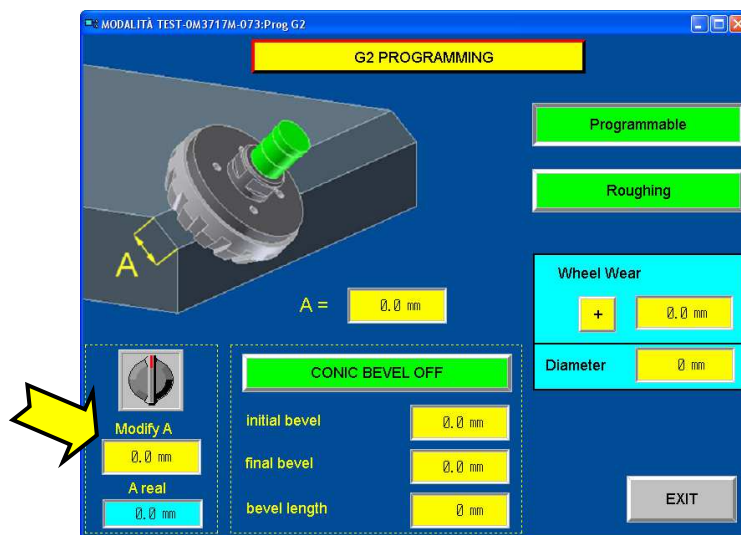 MODALITÀ TEST-OM3717M-073:Prog G2
G2 PROGRAMMING
Programmable
Roughing
A
A =
0.0 mm
Wheel Wear
+
0.0 mm
Diameter
0 mm
Modify A
0.0 mm
A real
0.0 mm
CONIC BEVEL OFF
initial bevel
0.0 mm
final bevel
0.0 mm
bevel length
0 mm
EXIT